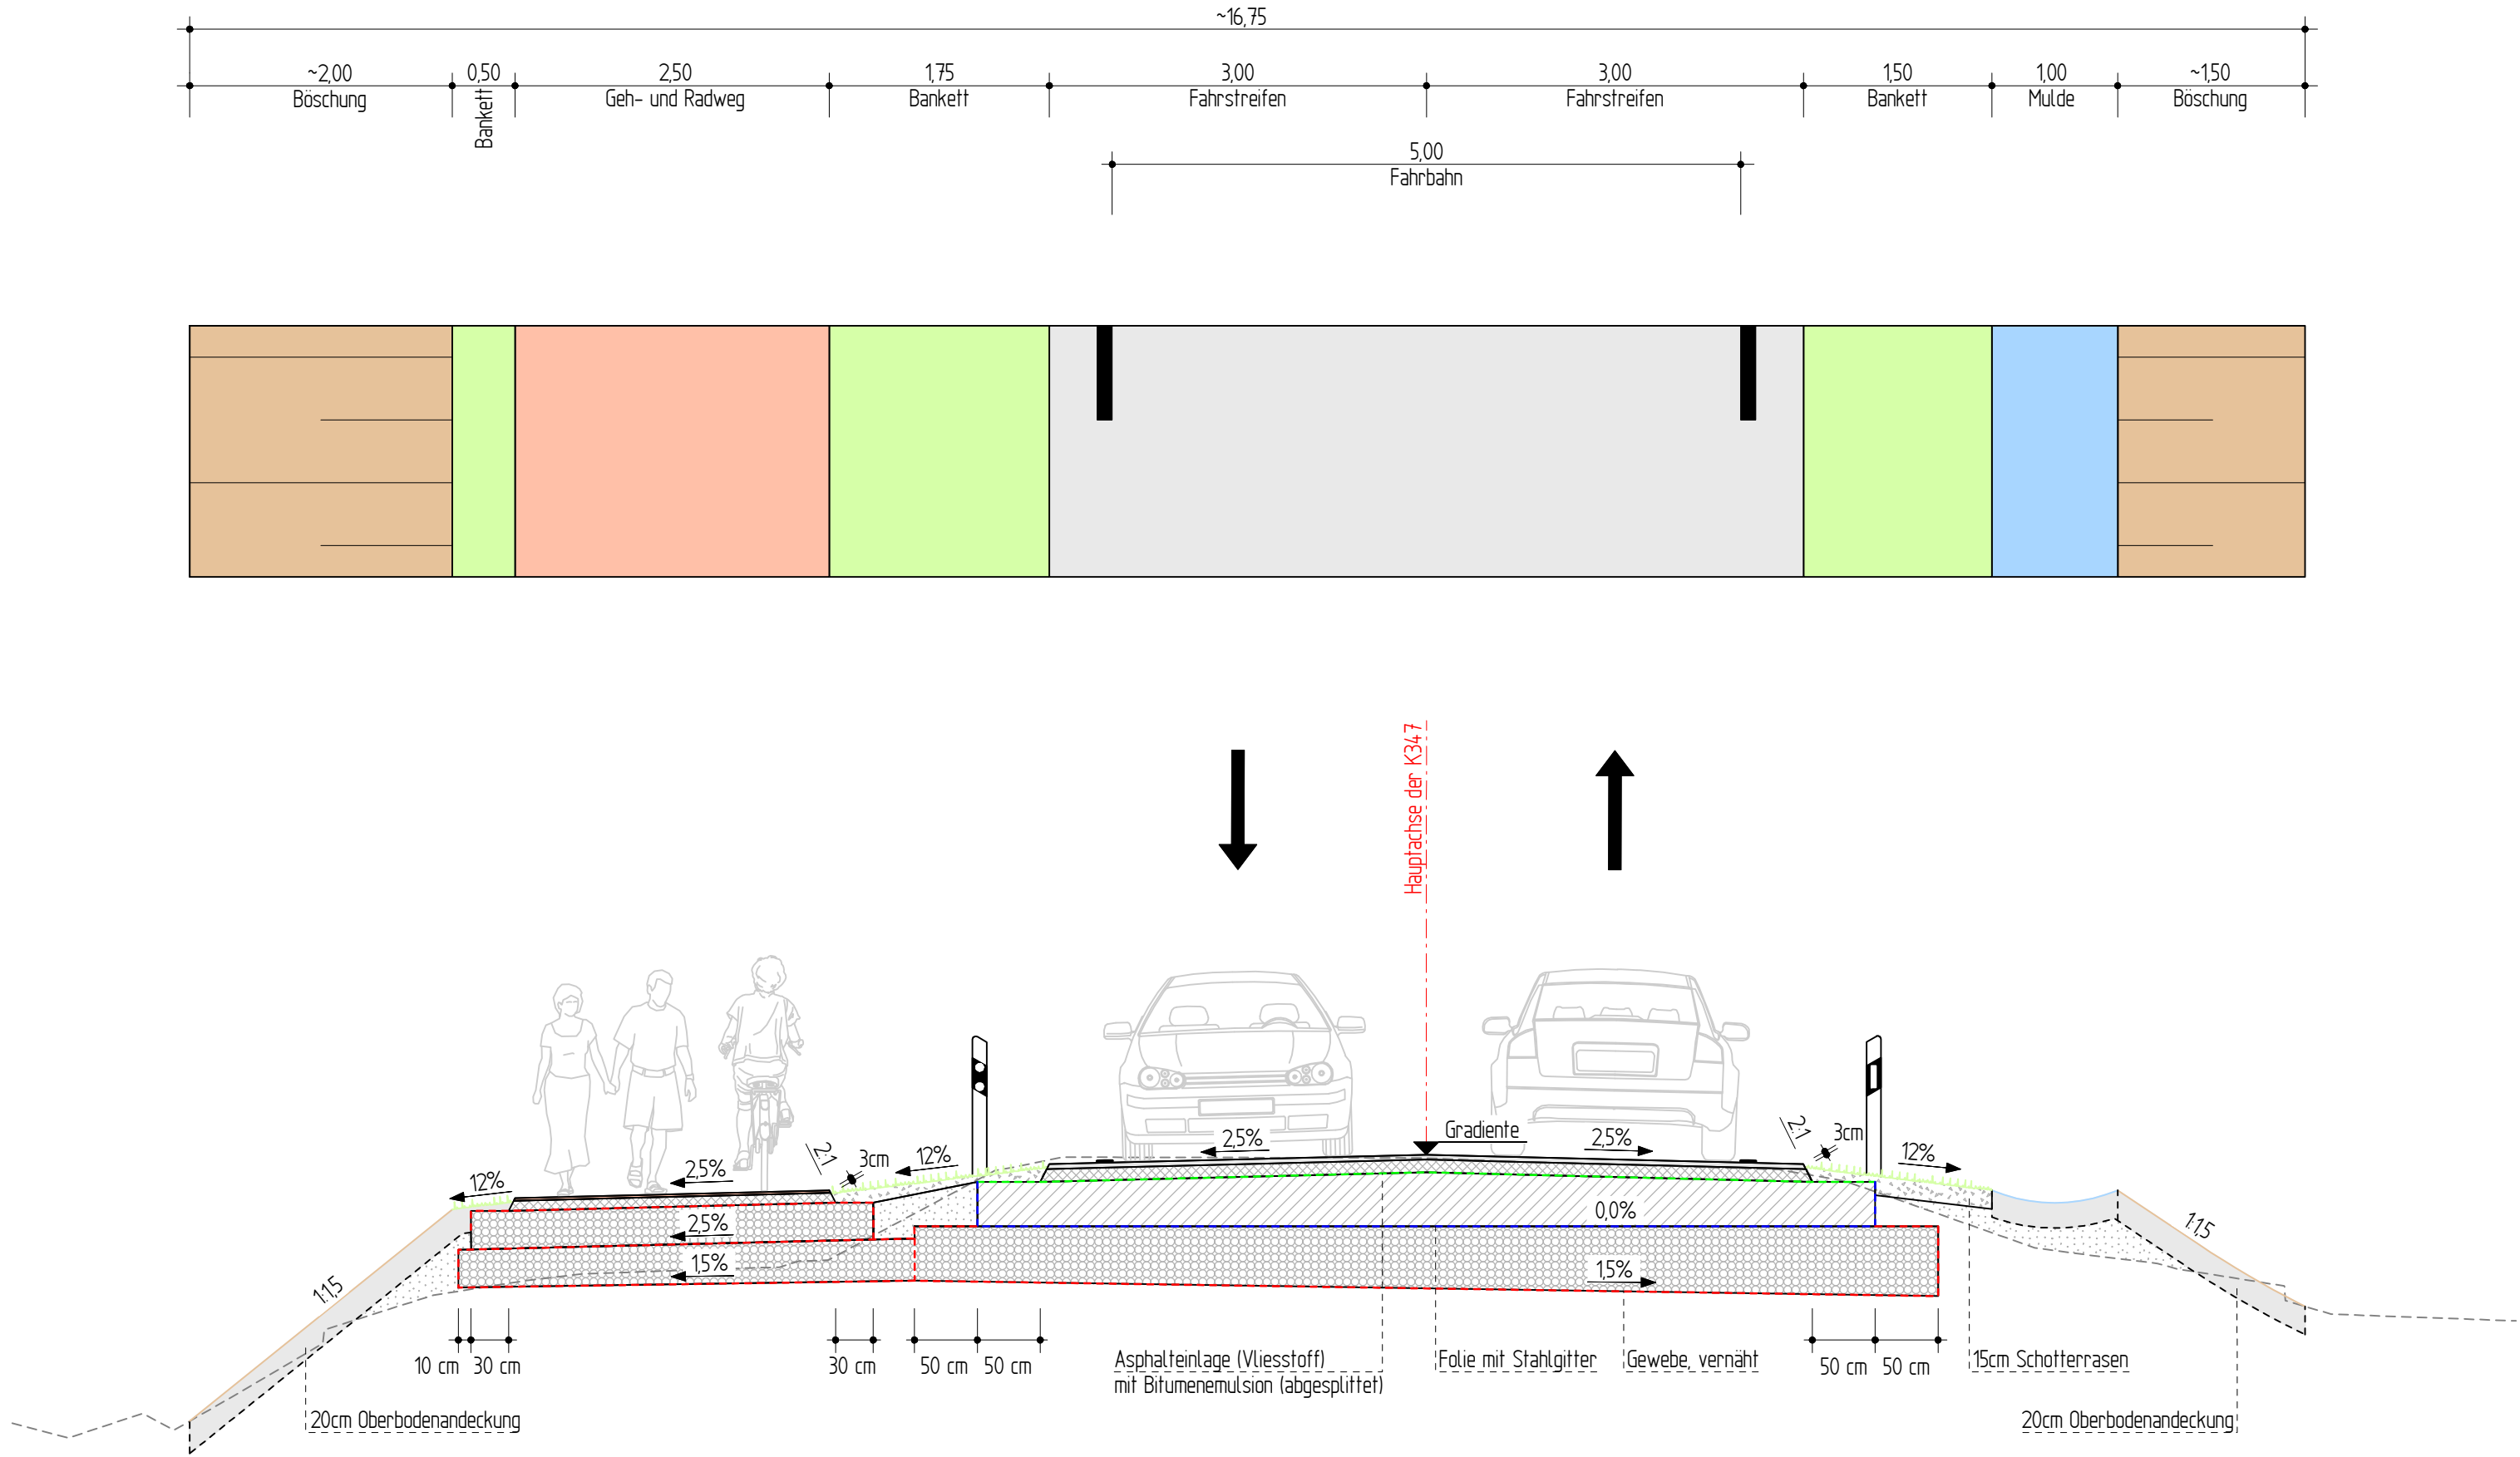 ~16,75
~2,00
0,50
2,50
1,75
3,00
3,00
1,50
1,00
~1,50
Böschung
Bankett
Geh- und Radweg
Bankett
Fahrstreifen
Fahrstreifen
Bankett
Mulde
Böschung
5,00
Fahrbahn
Hauptachse der K347
Gradiente
2,5%
2,5%
2:1
3cm
12%
2:1
3cm
12%
12%
2,5%
2,5%
1,5%
0,0%
1,5%
1:1,5
1:1,5
10 cm
30 cm
30 cm
50 cm
50 cm
50 cm
50 cm
Asphalteinlage (Vliesstoff)
mit Bitumenemulsion (abgesplittet)
Folie mit Stahlgitter
Gewebe, vernäht
15cm Schotterrasen
20cm Oberbodenandeckung
20cm Oberbodenandeckung